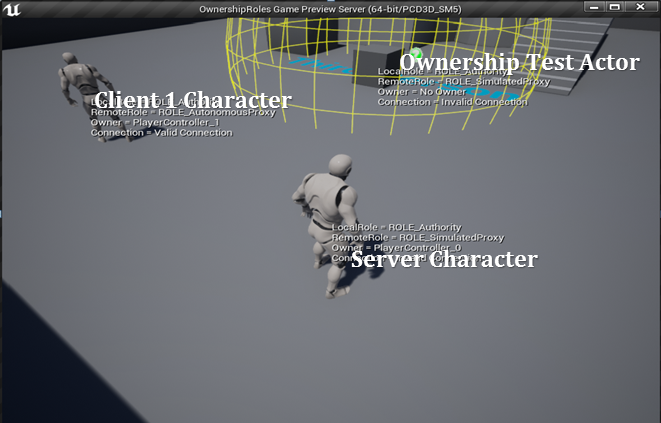 OwnershipRoles Game Preview Server (64-bit/PCD3D_SM5)
Ownership Test Actor
LocalRole = ROLE_Authority
RemoteRole = ROLE_SimulatedProxy
Owner = No Owner
Connection = Invalid Connection
Client 1 Character
LocalRole = ROLE_Authority
RemoteRole = ROLE_AutonomousProxy
Owner = PlayerController_1
Connection = Valid Connection
LocalRole = ROLE_Authority
RemoteRole = ROLE_SimulatedProxy
Owner = PlayerController_0
Server Character